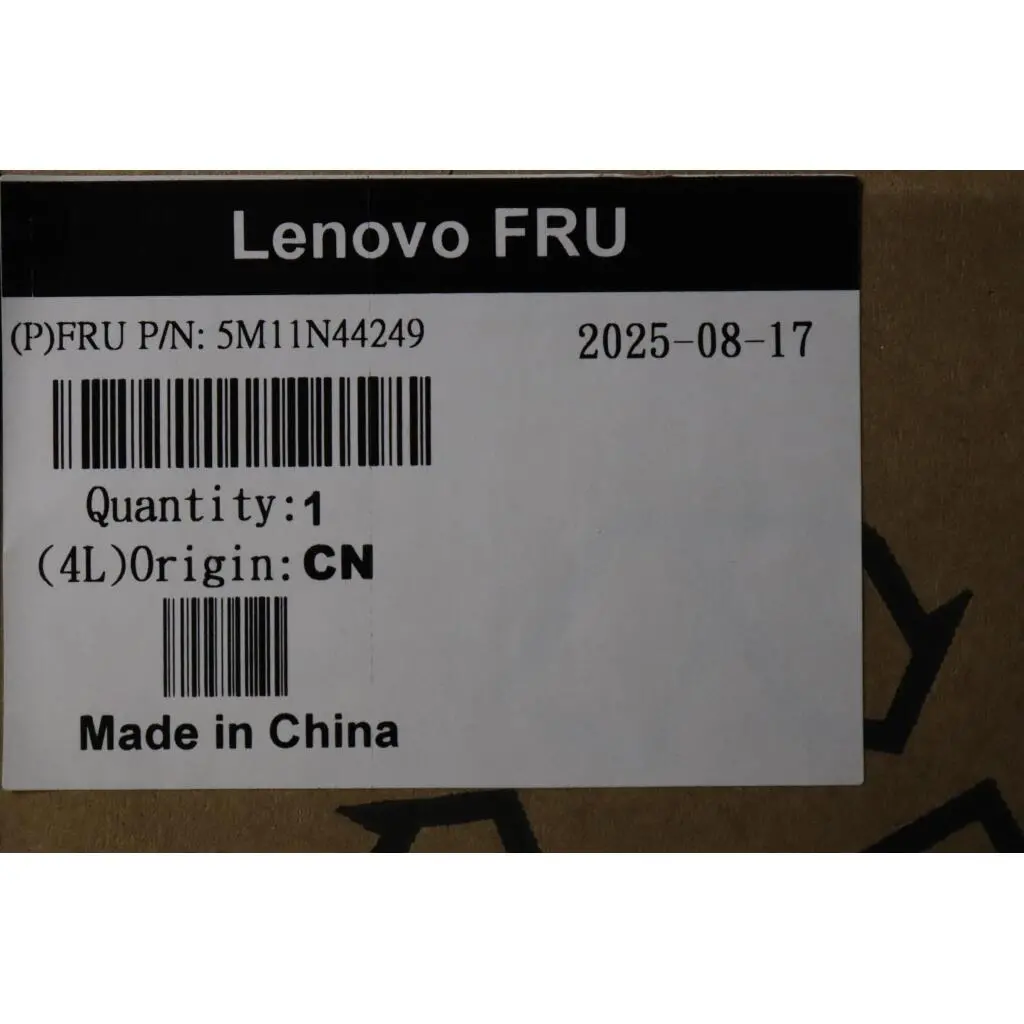 Lenovo FRU
(P)FRU P/N: 5M11N44249
2025-08-17
Quantity:1
(4L)Origin:CN
Made in China